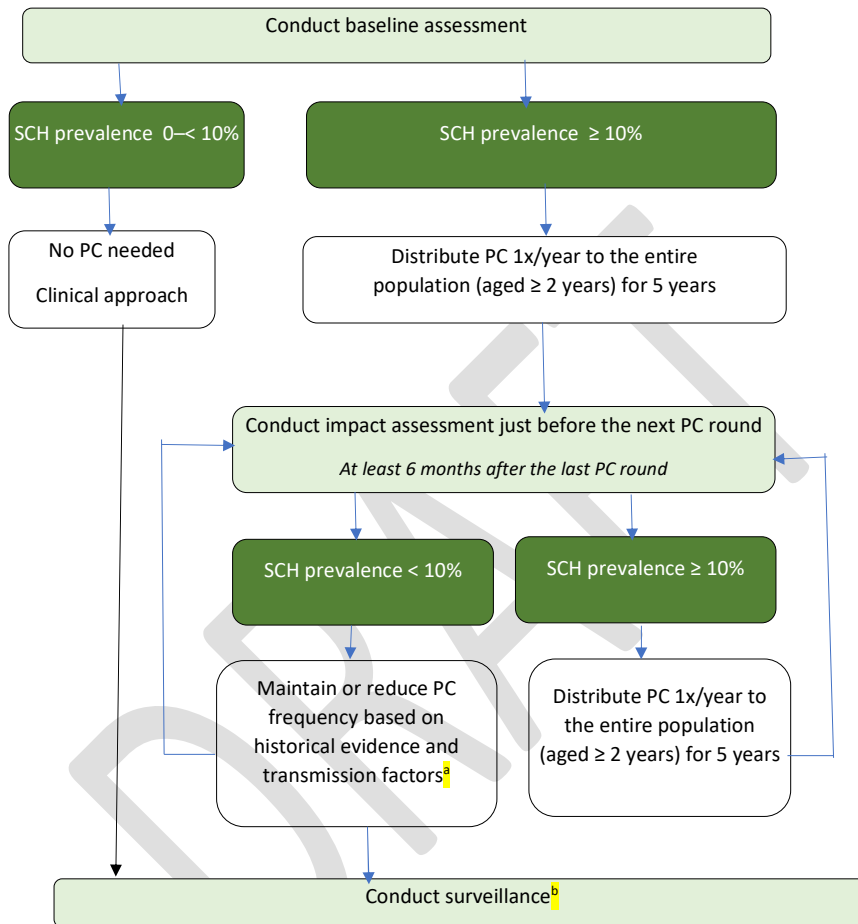 Conduct baseline assessment
SCH prevalence 0–< 10%
SCH prevalence ≥ 10%
No PC needed
Clinical approach
Distribute PC 1x/year to the entire
population (aged ≥ 2 years) for 5 years
Conduct impact assessment just before the next PC round
At least 6 months after the last PC round
SCH prevalence < 10%
SCH prevalence ≥ 10%
Maintain or reduce PC
frequency based on
historical evidence and
transmission factorsᵃ
Distribute PC 1x/year to
the entire population
(aged ≥ 2 years) for 5 years
Conduct surveillanceᵇ
DRAFT